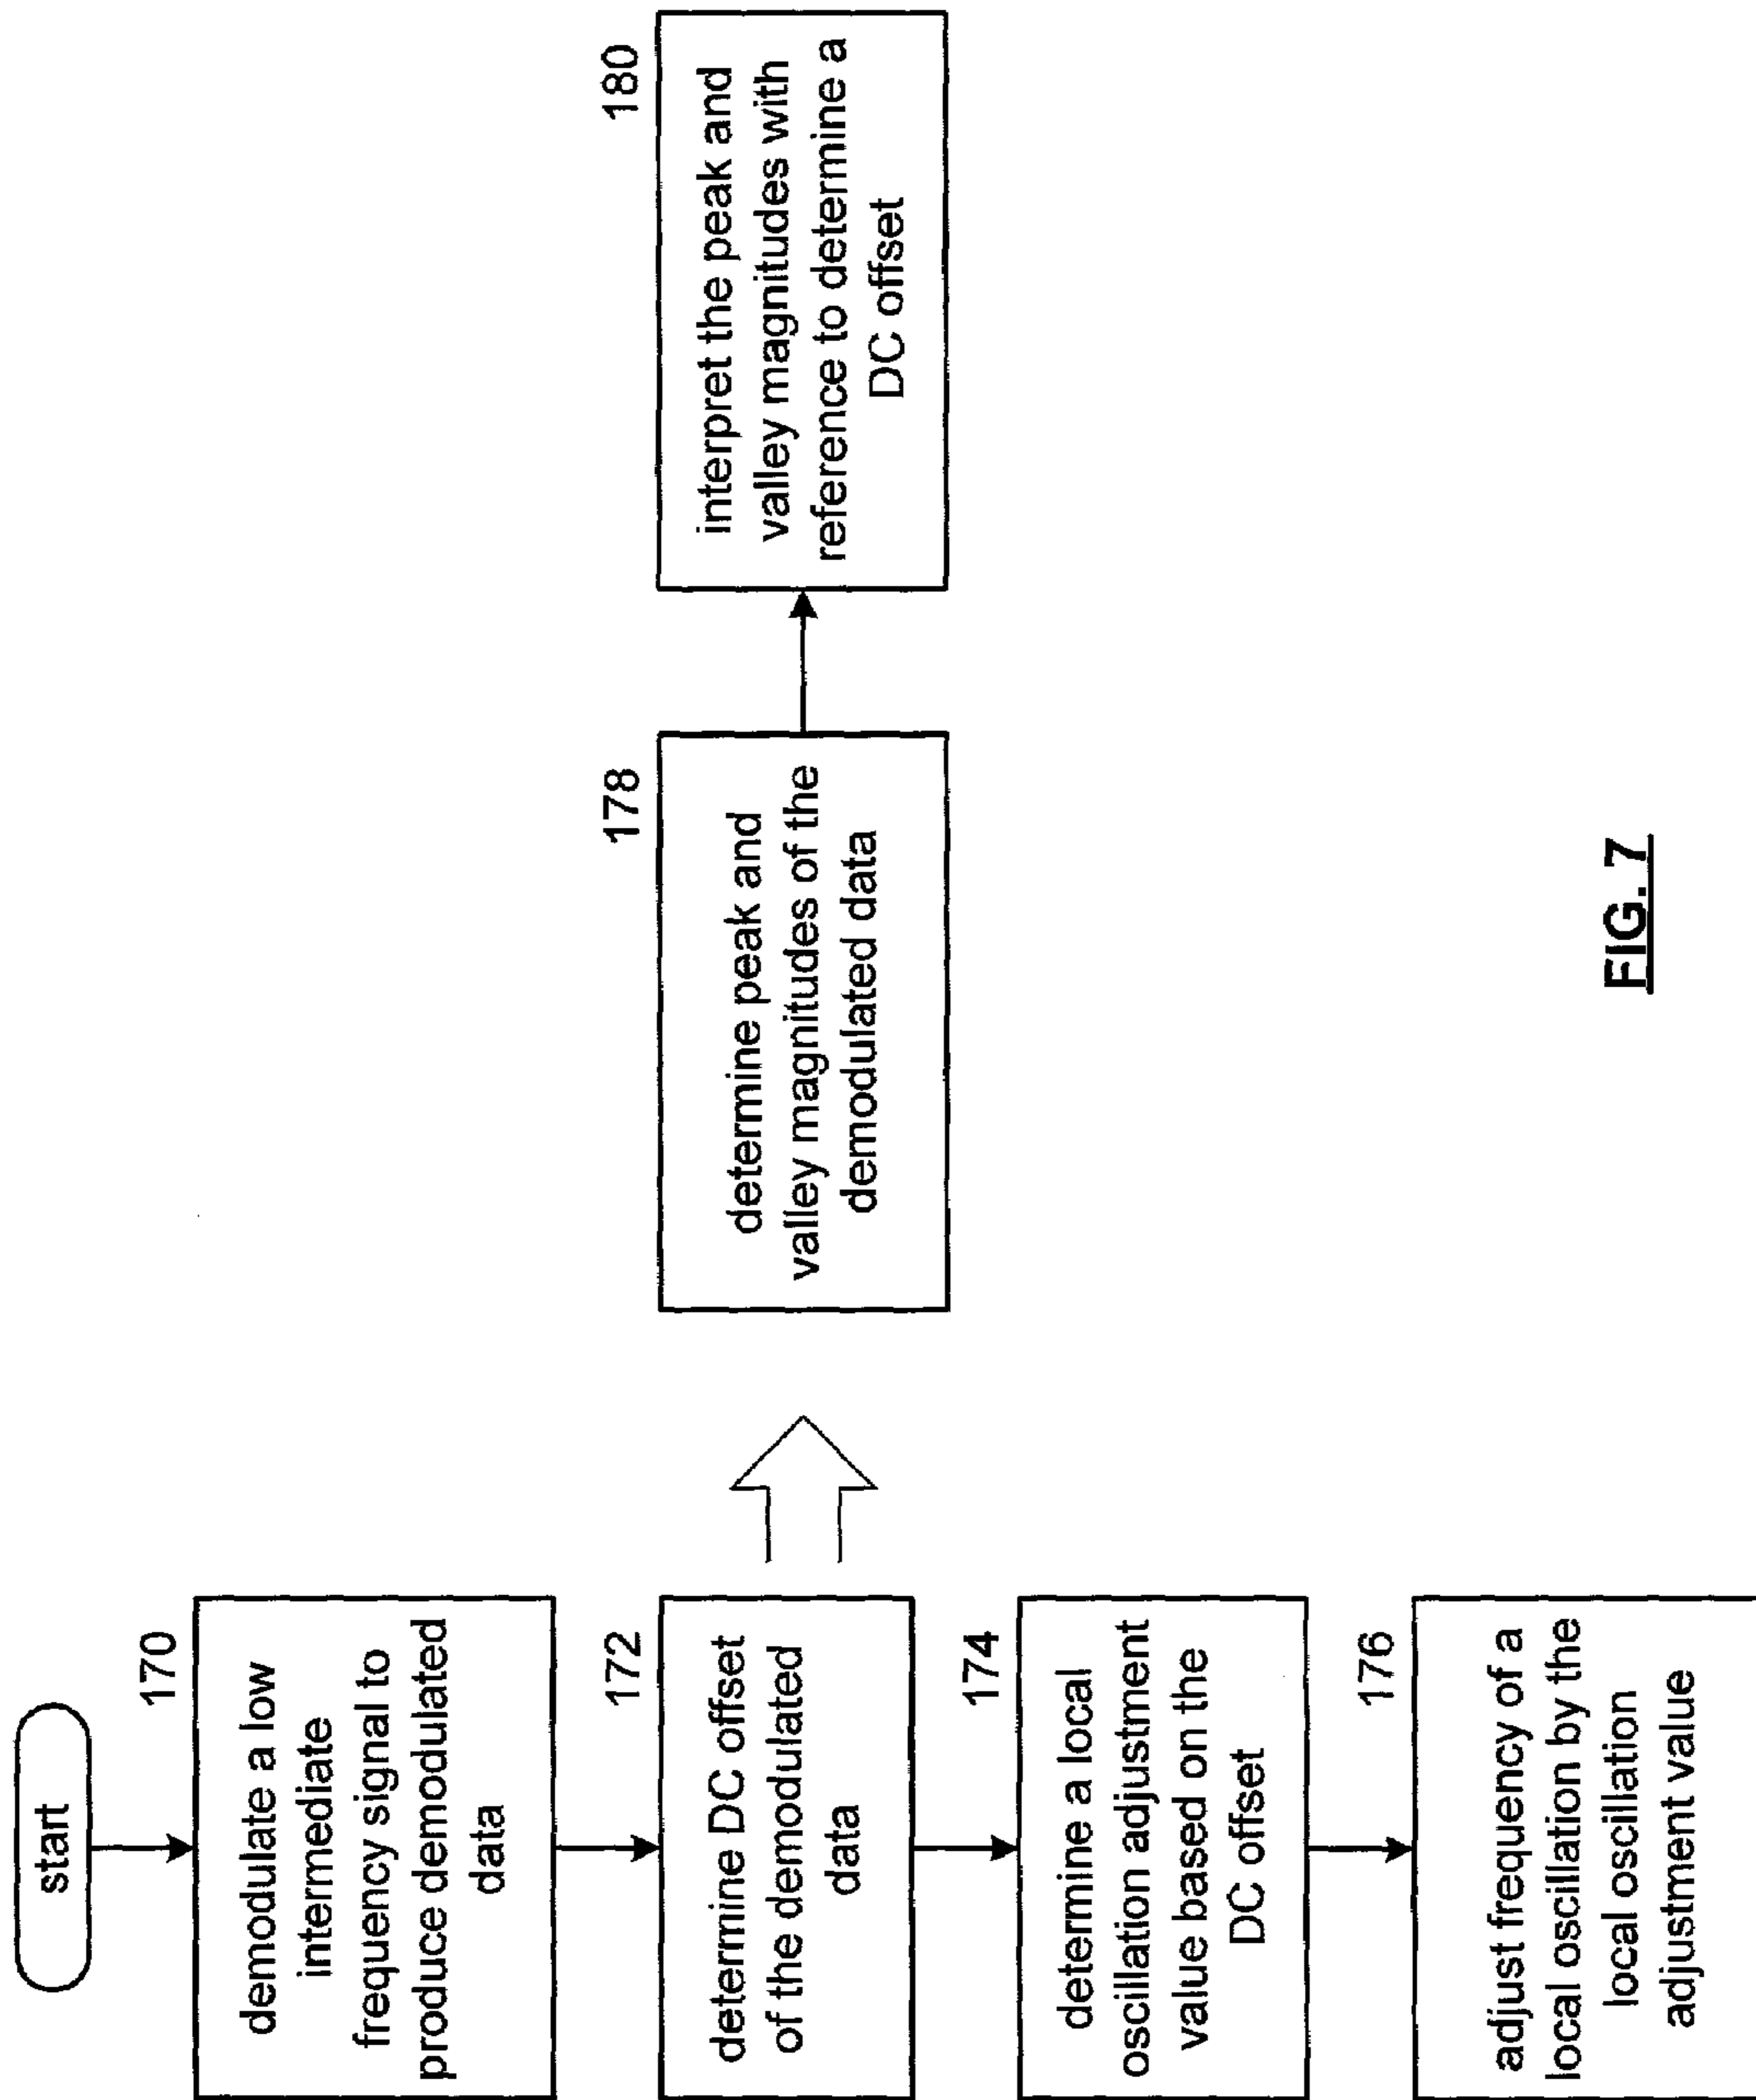 start
170
demodulate a low
intermediate
frequency signal to
produce demodulated
data
172
determine DC offset
of the demodulated
data
174
determine a local
oscillation adjustment
value based on the
DC offset
176
adjust frequency of a
local oscillation by the
local oscillation
adjustment value
178
determine peak and
valley magnitudes of the
demodulated data
180
interpret the peak and
valley magnitudes with
reference to determine a
DC offset
FIG. 7